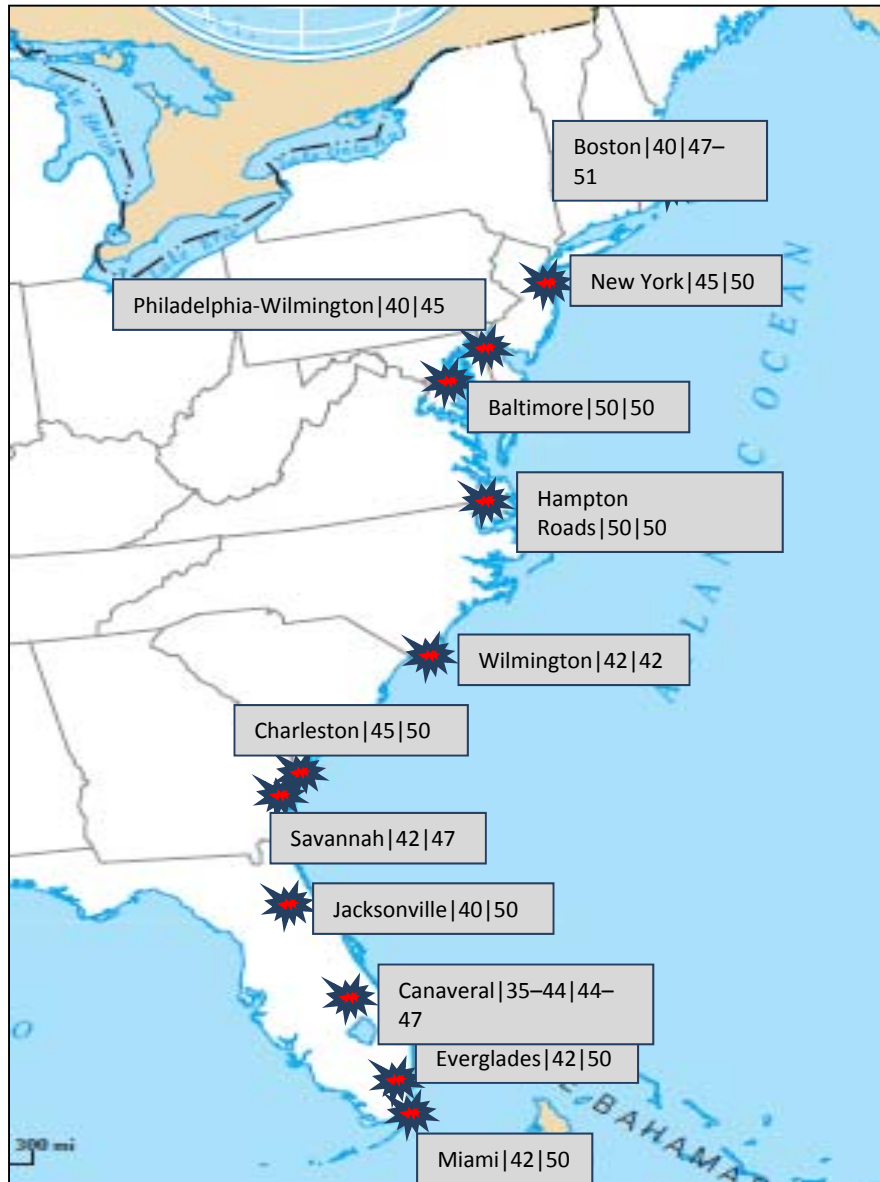 Boston|40|47–
51
New York|45|50
Philadelphia-Wilmington|40|45
Baltimore|50|50
Hampton
Roads|50|50
Wilmington|42|42
Charleston|45|50
Savannah|42|47
Jacksonville|40|50
Canaveral|35–44|44–
47
Everglades|42|50
Miami|42|50
OCEAN
BAHAMA
300 mi